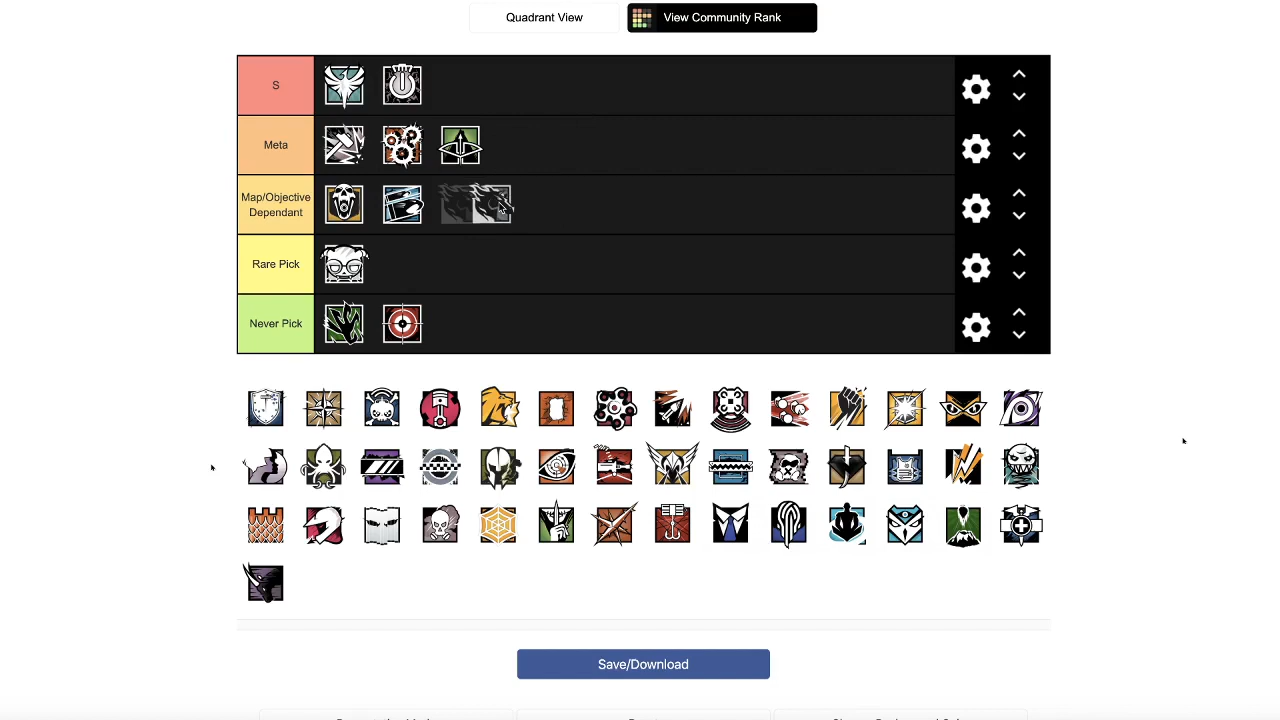 Quadrant View
View Community Rank
S
Meta
Map/Objective
Dependant
Rare Pick
Never Pick
Save/Download